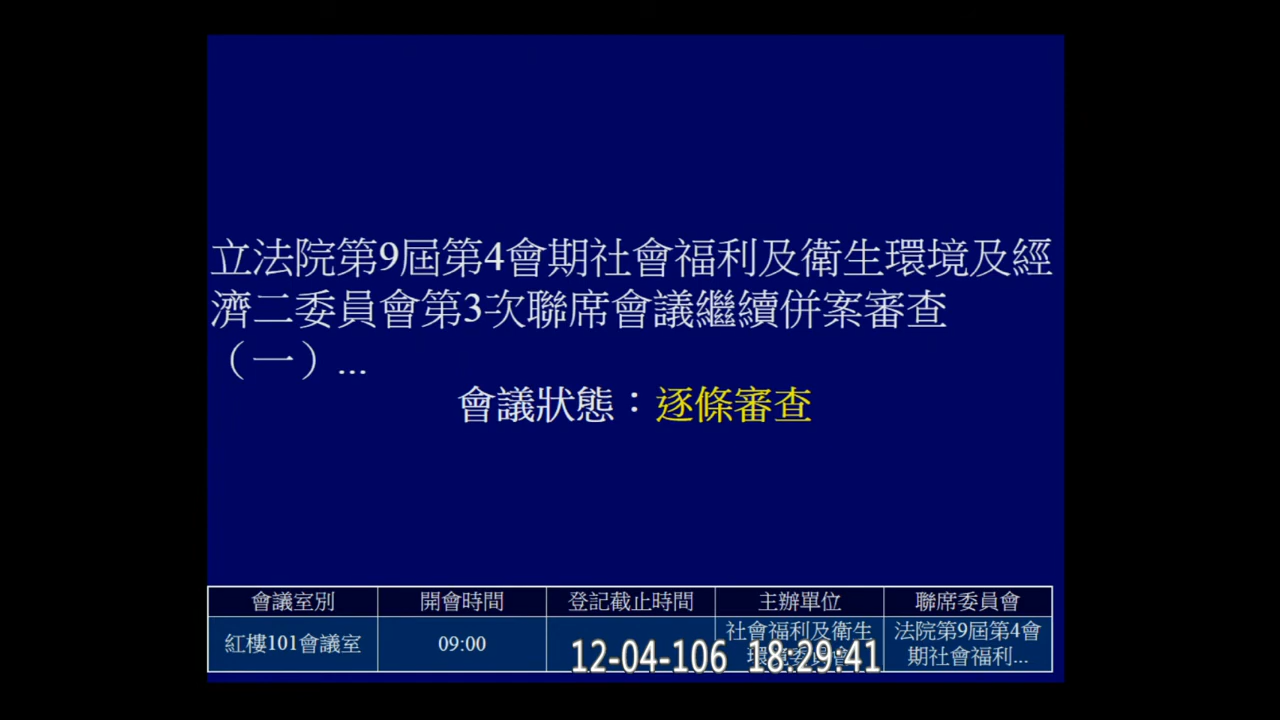 立法院第9屆第4會期社會福利及衛生環境及經
濟二委員會第3次聯席會議繼續併案審查
（一）...
會議狀態：逐條審查
會議室別 開會時間 登記截止時間 主辦單位 聯席委員會
紅樓101會議室 09:00 社會福利及衛生 法院第9屆第4會
期社會福利...
12-04-106 18:29:41